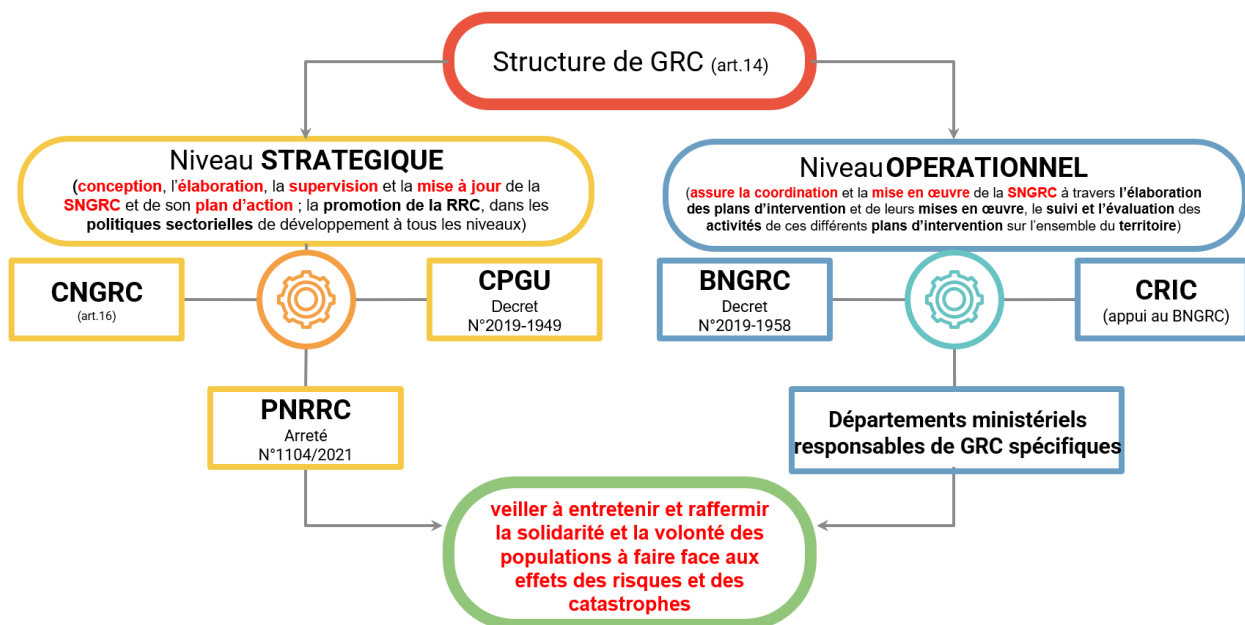 Structure de GRC (art.14)
Niveau STRATEGIQUE
(conception, l'élaboration, la supervision et la mise à jour de la
SNGRC et de son plan d'action ; la promotion de la RRC, dans les
politiques sectorielles de développement à tous les niveaux)
Niveau OPERATIONNEL
(assure la coordination et la mise en œuvre de la SNGRC à travers l'élaboration
des plans d'intervention et de leurs mises en œuvre, le suivi et l'évaluation des
activités de ces différents plans d'intervention sur l'ensemble du territoire)
CNGRC
(art.16)
CPGU
Decret
N°2019-1949
BNGRC
Decret
N°2019-1958
CRIC
(appui au BNGRC)
PNRRC
Arreté
N°1104/2021
Départements ministériels
responsables de GRC spécifiques
veiller à entretenir et raffermir
la solidarité et la volonté des
populations à faire face aux
effets des risques et des
catastrophes